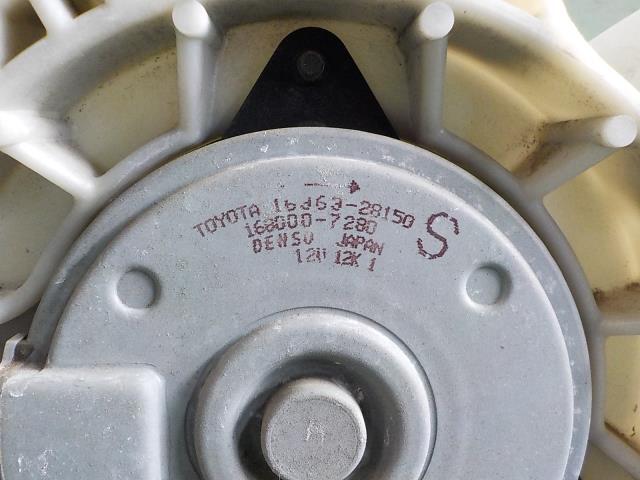 TOYOTA 16363-28150
168000-7280
DENSO JAPAN
12V 12K 1
S